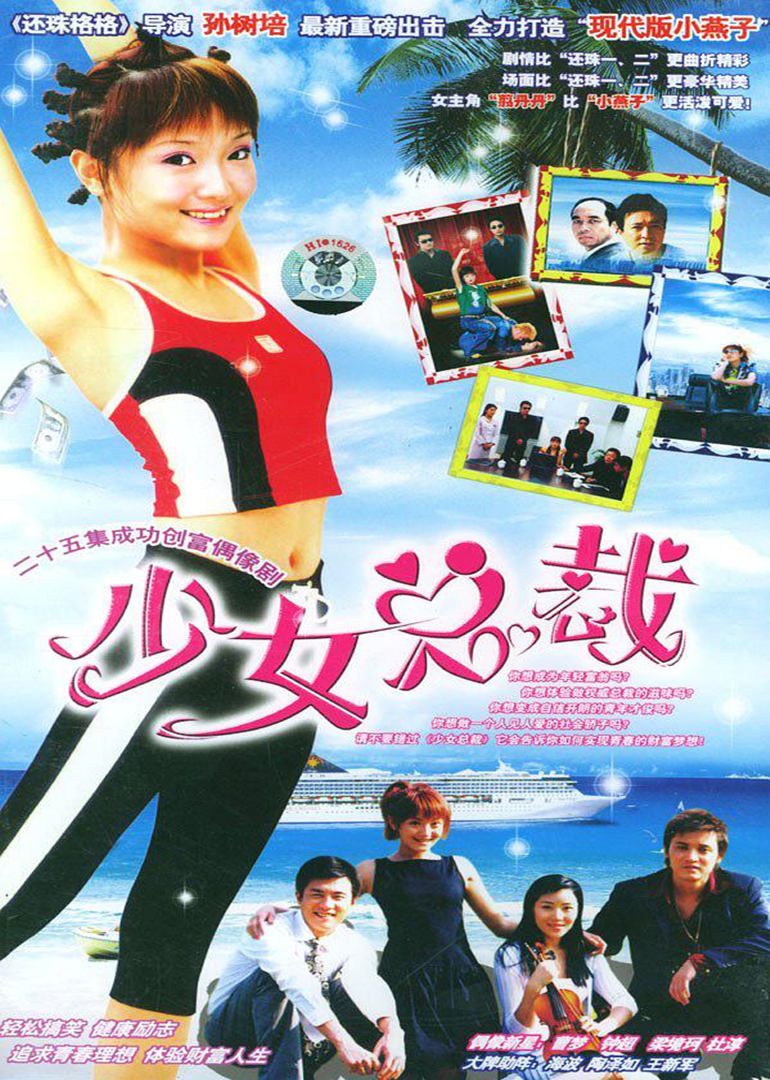 《还珠格格》导演 孙树培 最新重磅出击 全力打造“现代版小燕子”
剧情比“还珠一、二”更曲折精彩
场面比“还珠一、二”更豪华精美
女主角“翦丹丹”比“小燕子”更活泼可爱!
HI 1626
二十五集成功创富偶像剧
少女总裁
你想成为年轻富翁吗?
你想体验做权威总裁的滋味吗?
你想变成自信开朗的青年才俊吗?
你想做一个人见人爱的社会骄子吗?
请不要错过《少女总裁》它会告诉你如何实现青春的财富梦想!
轻松搞笑 健康励志
追求青春理想 体验财富人生
偶像新星:曹梦 钟超 梁境珂 杜淳
大牌助阵:海波 陶泽如 王新军